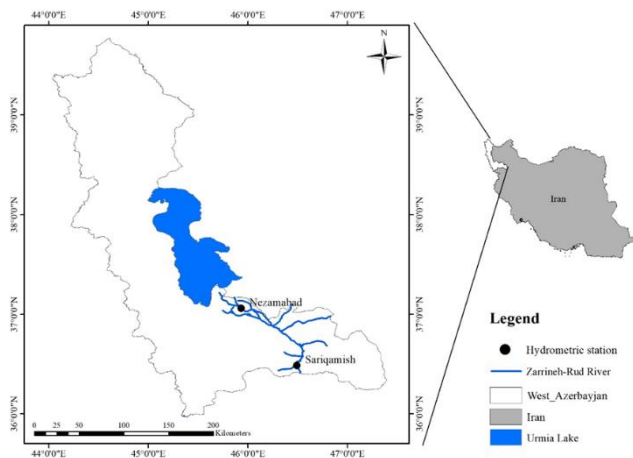 44°0'0"E 45°0'0"E 46°0'0"E 47°0'0"E
N
39°0'0"N
39°0'0"N
38°0'0"N
38°0'0"N
37°0'0"N
37°0'0"N
36°0'0"N
36°0'0"N
Nezamabad
Sariqamish
0 25 50 100 150 200
Kilometers
44°0'0"E 45°0'0"E 46°0'0"E 47°0'0"E
Iran
Legend
Hydrometric station
Zarrineh-Rud River
West_Azerbayjan
Iran
Urmia Lake